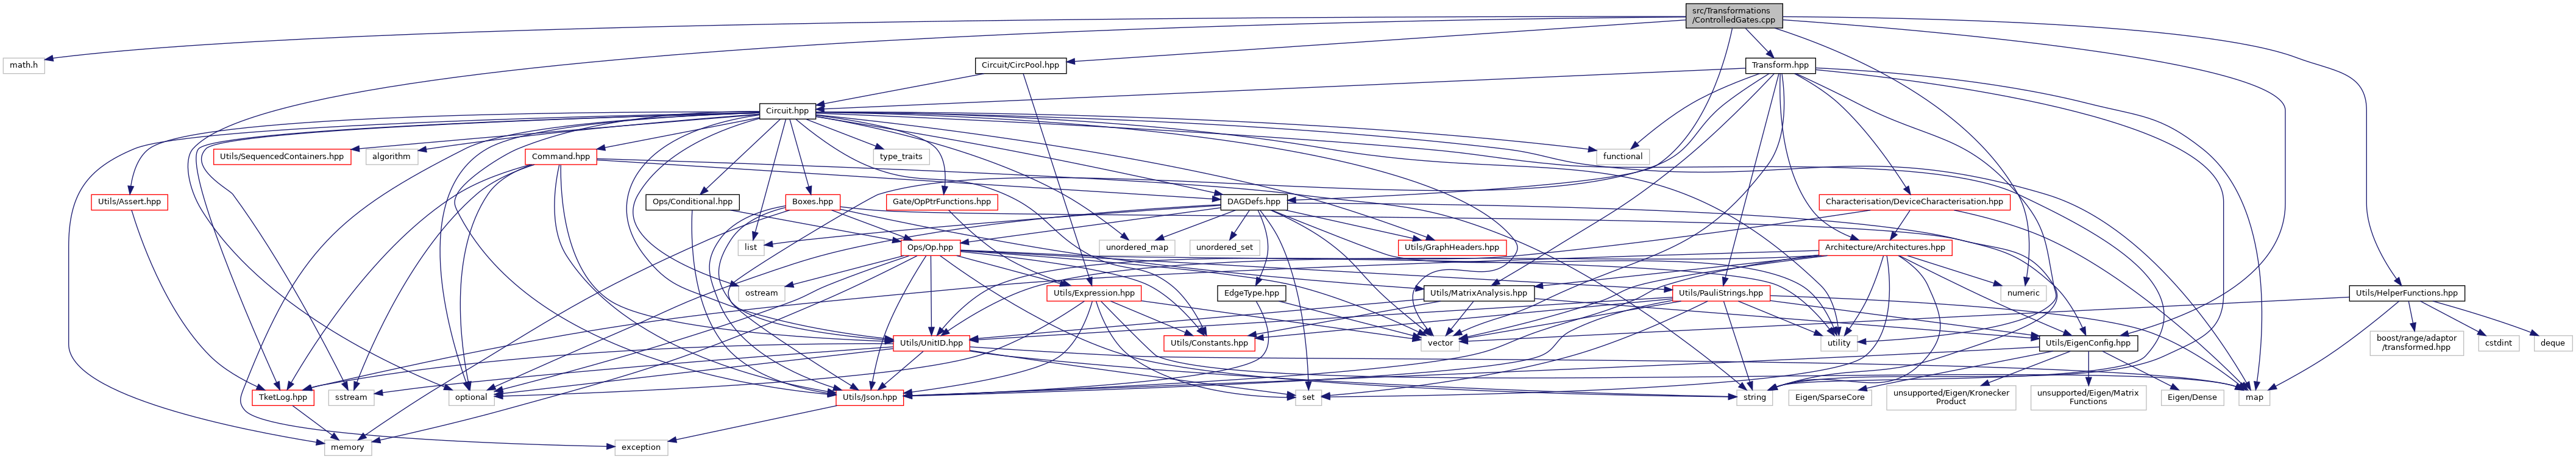 src/Transformations
/ControlledGates.cpp
math.h
Circuit/CircPool.hpp
Transform.hpp
Circuit.hpp
Utils/SequencedContainers.hpp
algorithm
Command.hpp
type_traits
functional
Utils/Assert.hpp
Ops/Conditional.hpp
Boxes.hpp
Gate/OpPtrFunctions.hpp
DAGDefs.hpp
Characterisation/DeviceCharacterisation.hpp
list
Ops/Op.hpp
unordered_map
unordered_set
Utils/GraphHeaders.hpp
Architecture/Architectures.hpp
ostream
Utils/Expression.hpp
EdgeType.hpp
Utils/MatrixAnalysis.hpp
Utils/PauliStrings.hpp
numeric
Utils/HelperFunctions.hpp
Utils/UnitID.hpp
Utils/Constants.hpp
vector
utility
Utils/EigenConfig.hpp
boost/range/adaptor
/transformed.hpp
cstdint
deque
TketLog.hpp
sstream
optional
Utils/Json.hpp
set
string
Eigen/SparseCore
unsupported/Eigen/Kronecker
Product
unsupported/Eigen/Matrix
Functions
Eigen/Dense
map
memory
exception